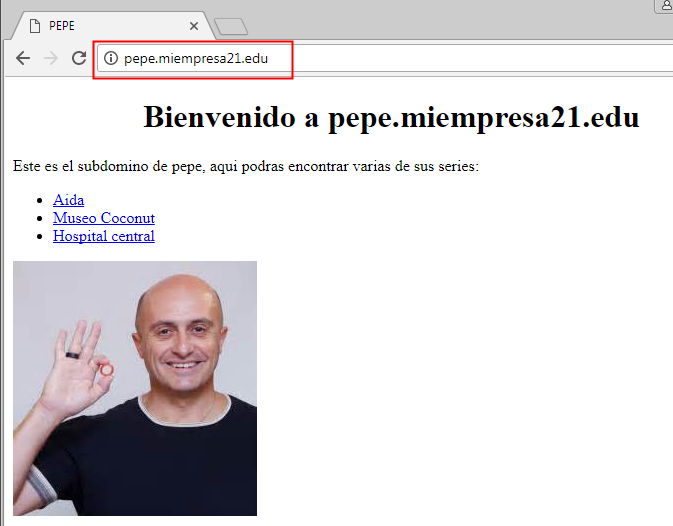 PEPE
pepe.miempresa21.edu
Bienvenido a pepe.miempresa21.edu
Este es el subdomino de pepe, aqui podras encontrar varias de sus series:
Aida
Museo Coconut
Hospital central